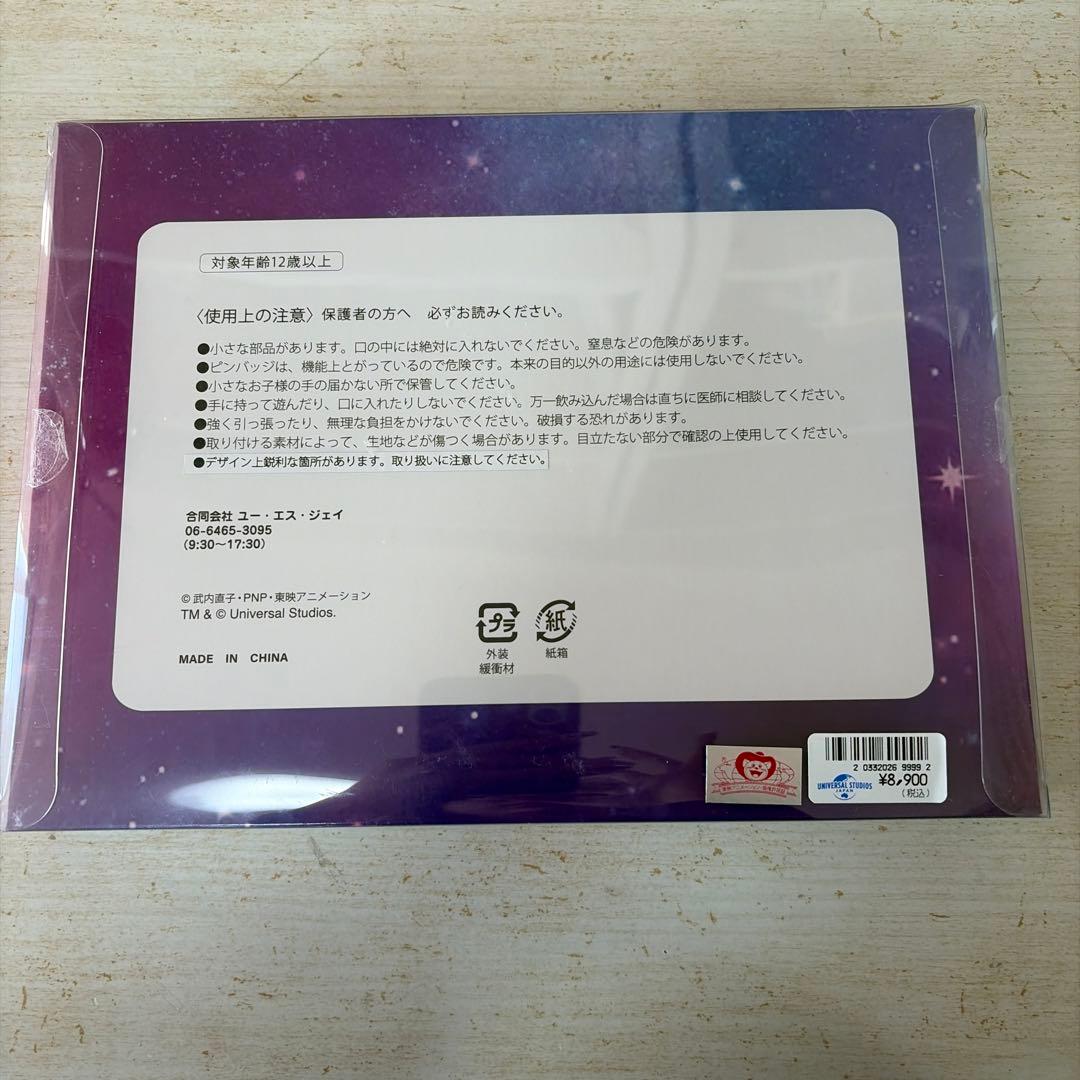 対象年齢12歳以上
〈使用上の注意〉保護者の方へ　必ずお読みください。
●小さな部品があります。口の中には絶対に入れないでください。窒息などの危険があります。
●ピンバッジは、機能上とがっているので危険です。本来の目的以外の用途には使用しないでください。
●小さなお子様の手の届かない所で保管してください。
●手に持って遊んだり、口に入れたりしないでください。万一飲み込んだ場合は直ちに医師に相談してください。
●強く引っ張ったり、無理な負担をかけないでください。破損する恐れがあります。
●取り付ける素材によって、生地などが傷つく場合があります。目立たない部分で確認の上使用してください。
●デザイン上鋭利な箇所があります。取り扱いに注意してください。
合同会社 ユー・エス・ジェイ
06-6465-3095
（9:30～17:30）
©武内直子・PNP・東映アニメーション
TM & © Universal Studios.
プラ
外装
緩衝材
紙
紙箱
MADE IN CHINA
2 0332026 9999 2
UNIVERSAL STUDIOS
JAPAN
¥8,900
（税込）